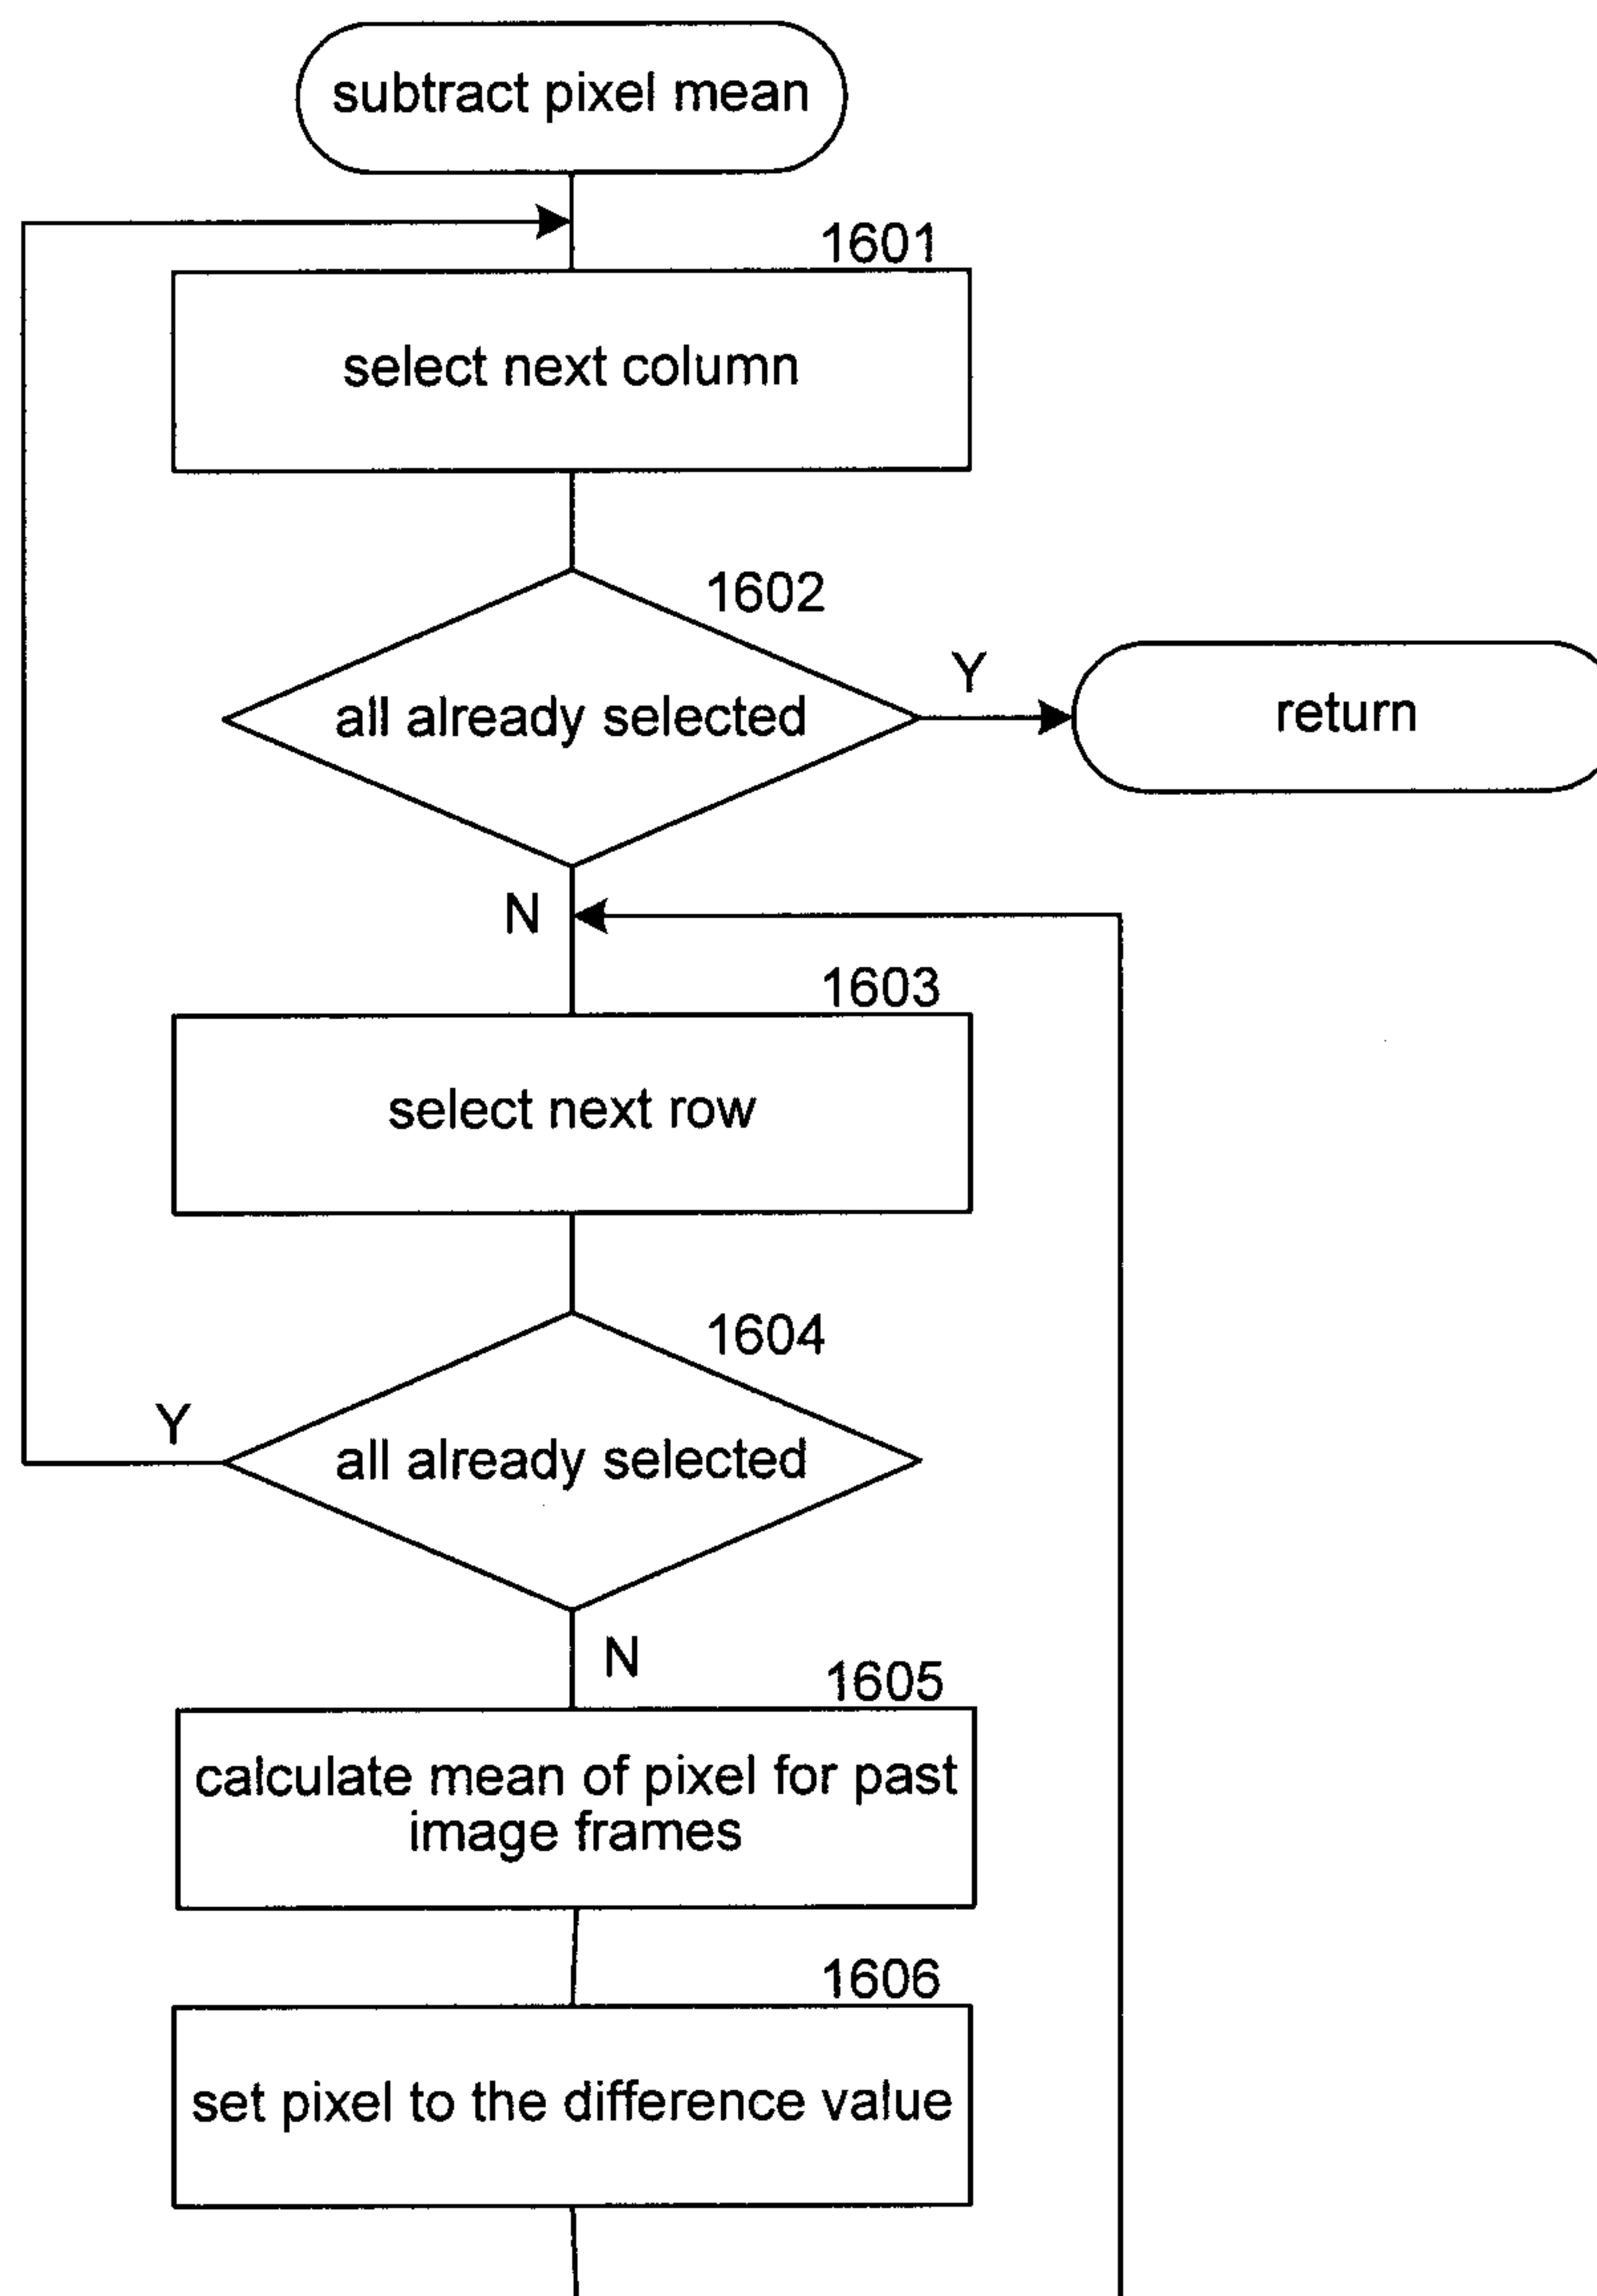 subtract pixel mean
1601
select next column
1602
all already selected
Y
return
N
1603
select next row
1604
Y
all already selected
N
1605
calculate mean of pixel for past
image frames
1606
set pixel to the difference value